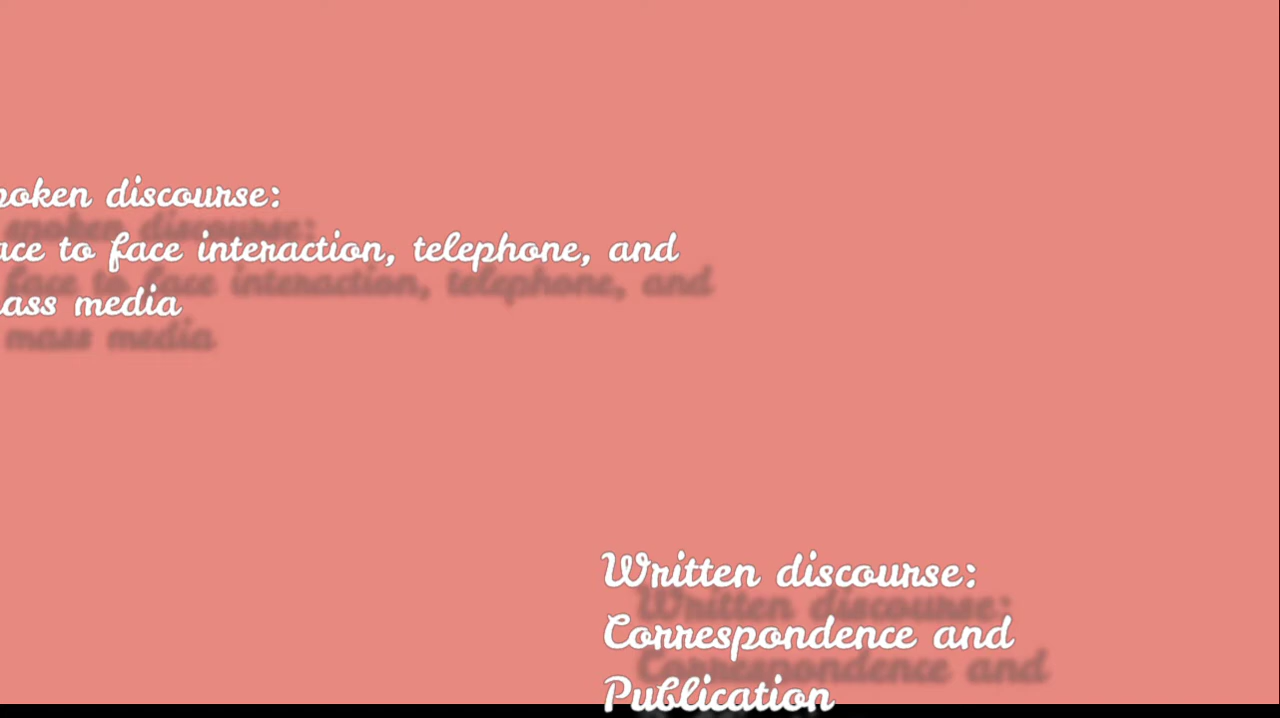 poken discourse:
ace to face interaction, telephone, and
ass media
Written discourse:
Correspondence and
Publication